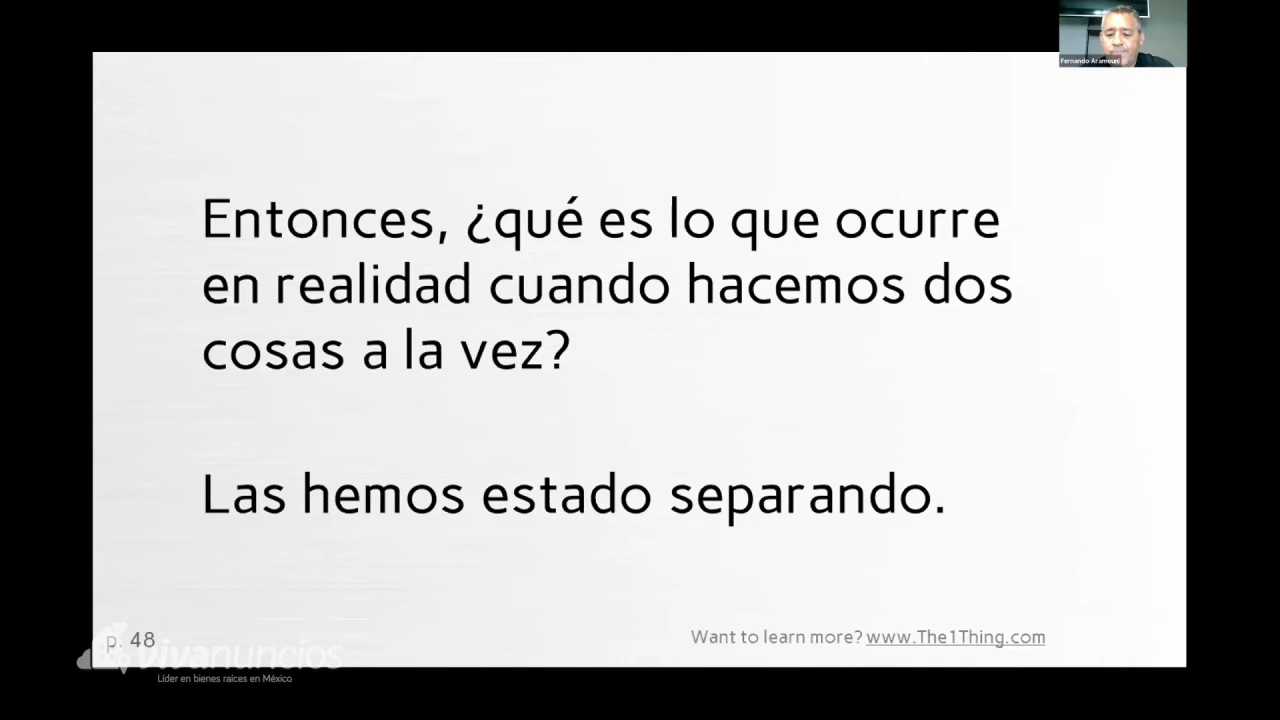 Fernando Aramouni
Entonces, ¿qué es lo que ocurre
en realidad cuando hacemos dos
cosas a la vez?
Las hemos estado separando.
p. 48
Want to learn more? www.The1Thing.com
vivanuncios
Líder en bienes raíces en México